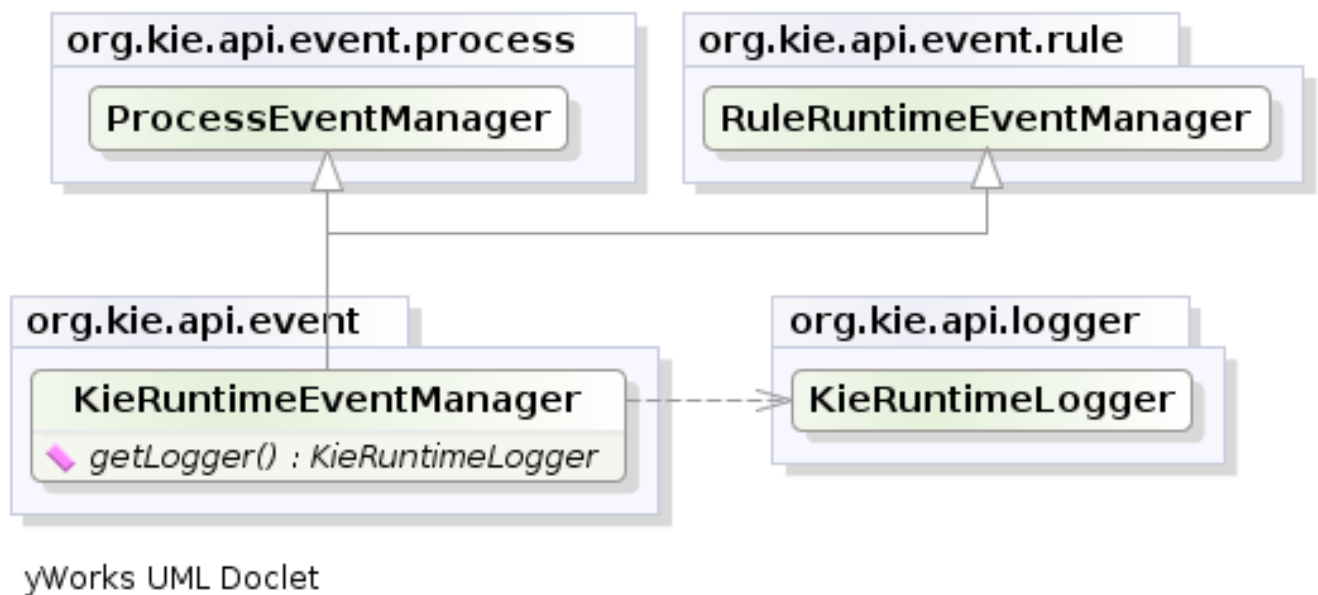 org.kie.api.event.process
ProcessEventManager
org.kie.api.event.rule
RuleRuntimeEventManager
org.kie.api.event
KieRuntimeEventManager
getLogger() : KieRuntimeLogger
org.kie.api.logger
KieRuntimeLogger
yWorks UML Doclet